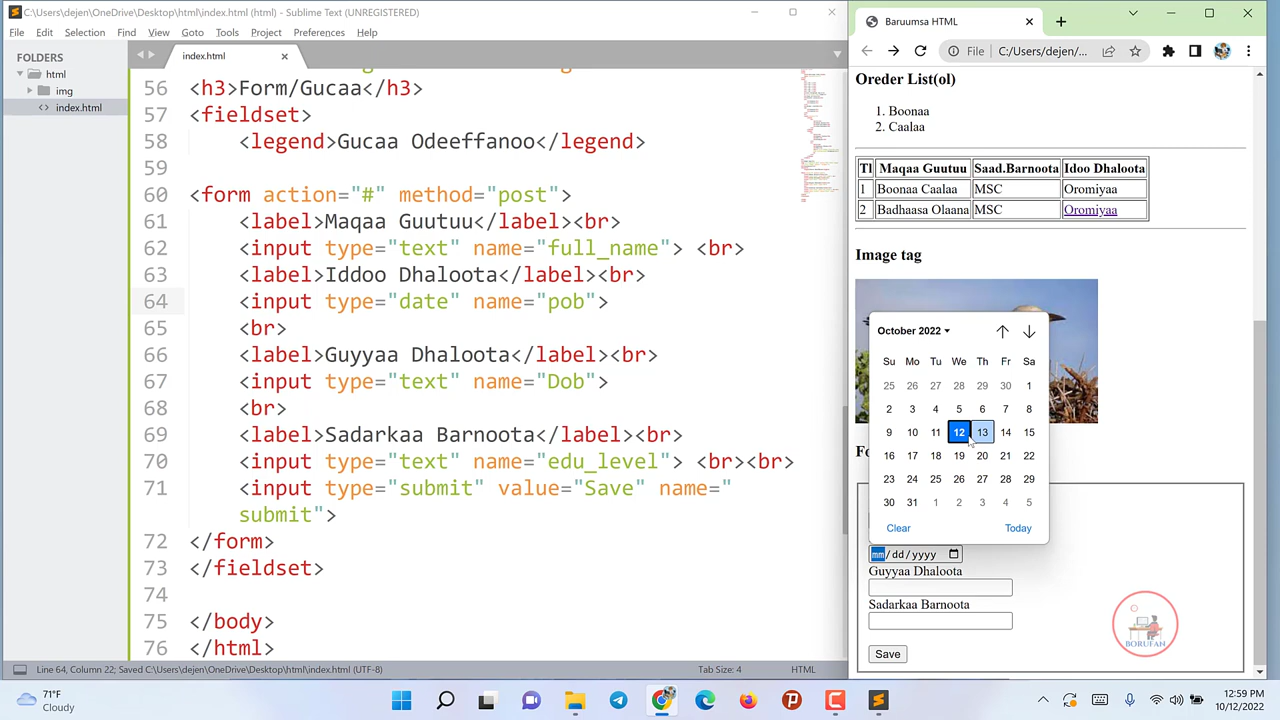 C:\Users\dejen\OneDrive\Desktop\html\index.html (html) - Sublime Text (UNREGISTERED)
File Edit Selection Find View Goto Tools Project Preferences Help
FOLDERS
html
img
index.html
index.html
56 <h3>Form/Gucaa</h3>
57 <fieldset>
58 <legend>Gucaa Odeeffanoo</legend>
59
60 <form action="#" method="post">
61 <label>Maqaa Guutuu</label><br>
62 <input type="text" name="full_name"> <br>
63 <label>Iddoo Dhaloota</label><br>
64 <input type="date" name="pob">
65 <br>
66 <label>Guyyaa Dhaloota</label><br>
67 <input type="text" name="Dob">
68 <br>
69 <label>Sadarkaa Barnoota</label><br>
70 <input type="text" name="edu_level"> <br><br>
71 <input type="submit" value="Save" name="
submit">
72 </form>
73 </fieldset>
74
75 </body>
76 </html>
Line 64, Column 22; Saved C:\Users\dejen\OneDrive\Desktop\html\index.html (UTF-8) Tab Size: 4 HTML
Baruumsa HTML
File C:/Users/dejen/...
Oredrer List(ol)
1. Boonaa
2. Caalaa
Guutuu Sad.Barnoota
1 Caalaa MSC Oromiyaa
2 Badhaasa Olaana MSC Oromiyaa
Image tag
October 2022
Su Mo Tu We Th Fr Sa
25 26 27 28 29 30 1
2 3 4 5 6 7 8
9 10 11 12 13 14 15
16 17 18 19 20 21 22
23 24 25 26 27 28 29
30 31 1 2 3 4 5
Clear Today
mm/dd/yyyy
Guyyaa Dhaloota
Sadarkaa Barnoota
Save
BORUFAN
71°F
Cloudy
12:59 PM
10/12/2022